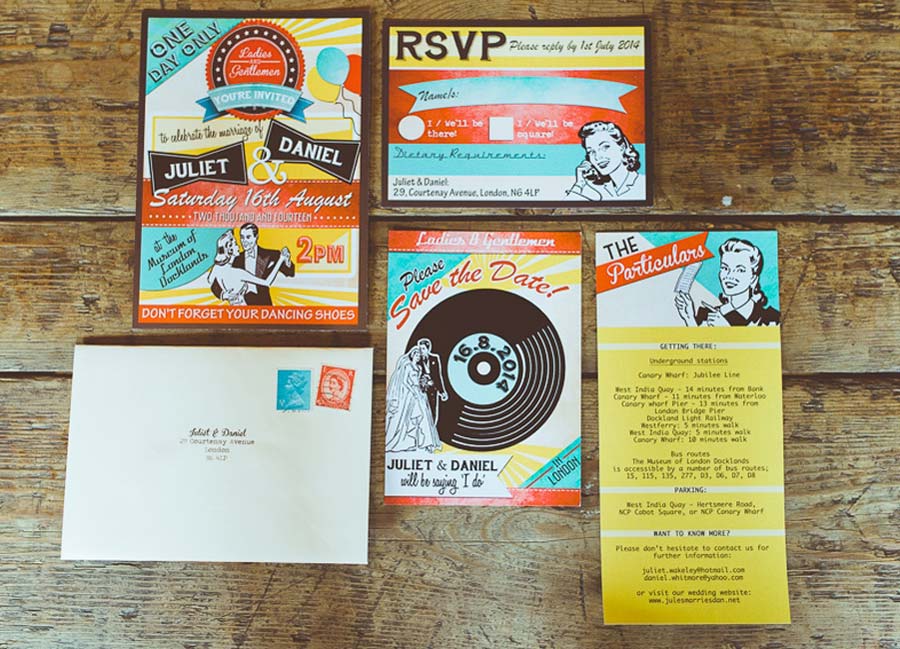 ONE
DAY ONLY
Ladies
AND
Gentlemen
YOU'RE INVITED
to celebrate the marriage of
JULIET
&
DANIEL
Saturday 16th August
TWO THOUSAND AND FOURTEEN
at the
Museum of
London
Docklands
2PM
DON'T FORGET YOUR DANCING SHOES
RSVP Please reply by 1st July 2014
Name/s:
I / We'll be
there!
I / We'll be
square!
Dietary Requirements:
Juliet & Daniel:
29, Courtenay Avenue, London, NG 4LP
Ladies & Gentlemen
Please
Save the Date!
16.8.2014
JULIET & DANIEL
will be saying 'I do'
IN
LONDON
THE
Particulars
GETTING THERE:
Underground stations
Canary Wharf: Jubilee Line
West India Quay - 14 minutes from Bank
Canary Wharf - 11 minutes from Waterloo
Canary wharf Pier - 13 minutes from
London Bridge Pier
Dockland Light Railway
Westferry: 5 minutes walk
West India Quay: 5 minutes walk
Canary Wharf: 10 minutes walk
Bus routes
The Museum of London Docklands
is accessible by a number of bus routes;
15, 115, 135, 277, D3, D6, D7, D8
PARKING:
West India Quay - Hertsmere Road,
NCP Cabot Square, or NCP Canary Wharf
WANT TO KNOW MORE?
Please don't hesitate to contact us for
further information:
juliet.wakeley@hotmail.com
daniel.whitmore@yahoo.com
or visit our wedding website:
www.julesmarriesdan.net
Juliet & Daniel
29 Courtenay Avenue
London
NG 4LP